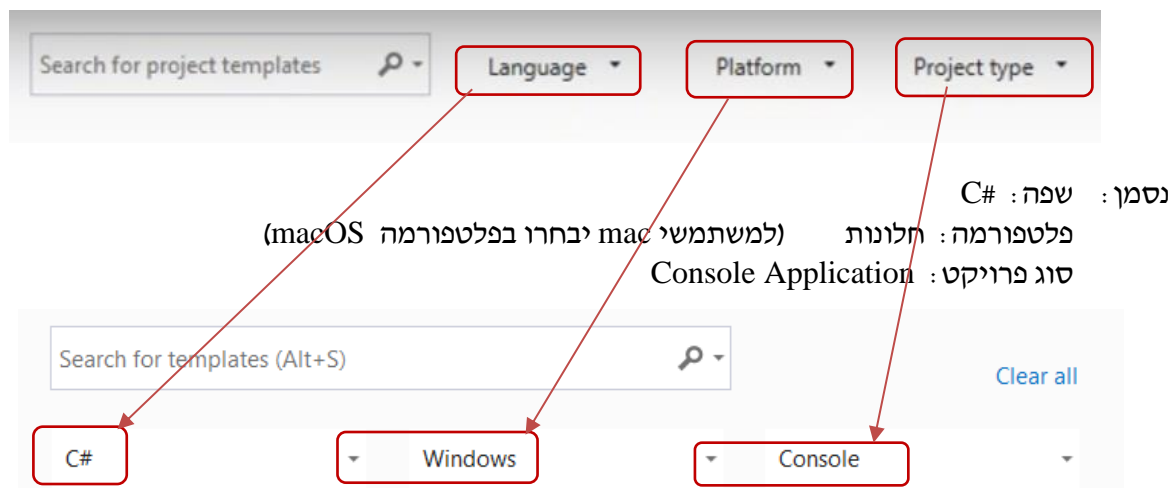 Search for project templates Language Platform Project type
נסמן: שפה: C#
פלטפורמה: חלונות (למשתמשי mac יבחרו בפלטפורמה macOS)
סוג פרויקט: Console Application
Search for templates (Alt+S)
Clear all
C# Windows Console